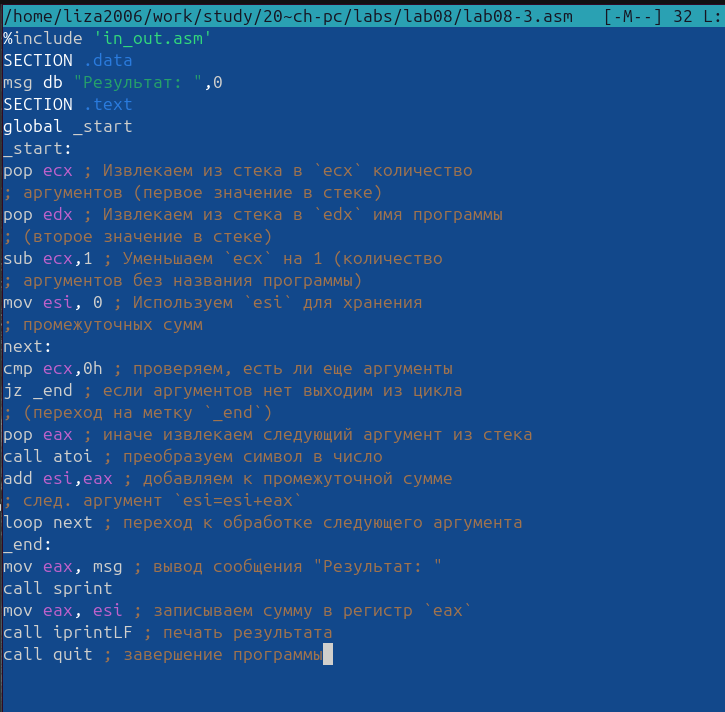 /home/liza2006/work/study/20~ch-pc/labs/lab08/lab08-3.asm   [-M--] 32 L:
%include 'in_out.asm'
SECTION .data
msg db "Результат: ",0
SECTION .text
global _start
_start:
pop ecx ; Извлекаем из стека в `ecx` количество
; аргументов (первое значение в стеке)
pop edx ; Извлекаем из стека в `edx` имя программы
; (второе значение в стеке)
sub ecx,1 ; Уменьшаем `ecx` на 1 (количество
; аргументов без названия программы)
mov esi, 0 ; Используем `esi` для хранения
; промежуточных сумм
next:
cmp ecx,0h ; проверяем, есть ли еще аргументы
jz _end ; если аргументов нет выходим из цикла
; (переход на метку `_end`)
pop eax ; иначе извлекаем следующий аргумент из стека
call atoi ; преобразуем символ в число
add esi,eax ; добавляем к промежуточной сумме
; след. аргумент `esi=esi+eax`
loop next ; переход к обработке следующего аргумента
_end:
mov eax, msg ; вывод сообщения "Результат: "
call sprint
mov eax, esi ; записываем сумму в регистр `eax`
call iprintLF ; печать результата
call quit ; завершение программы